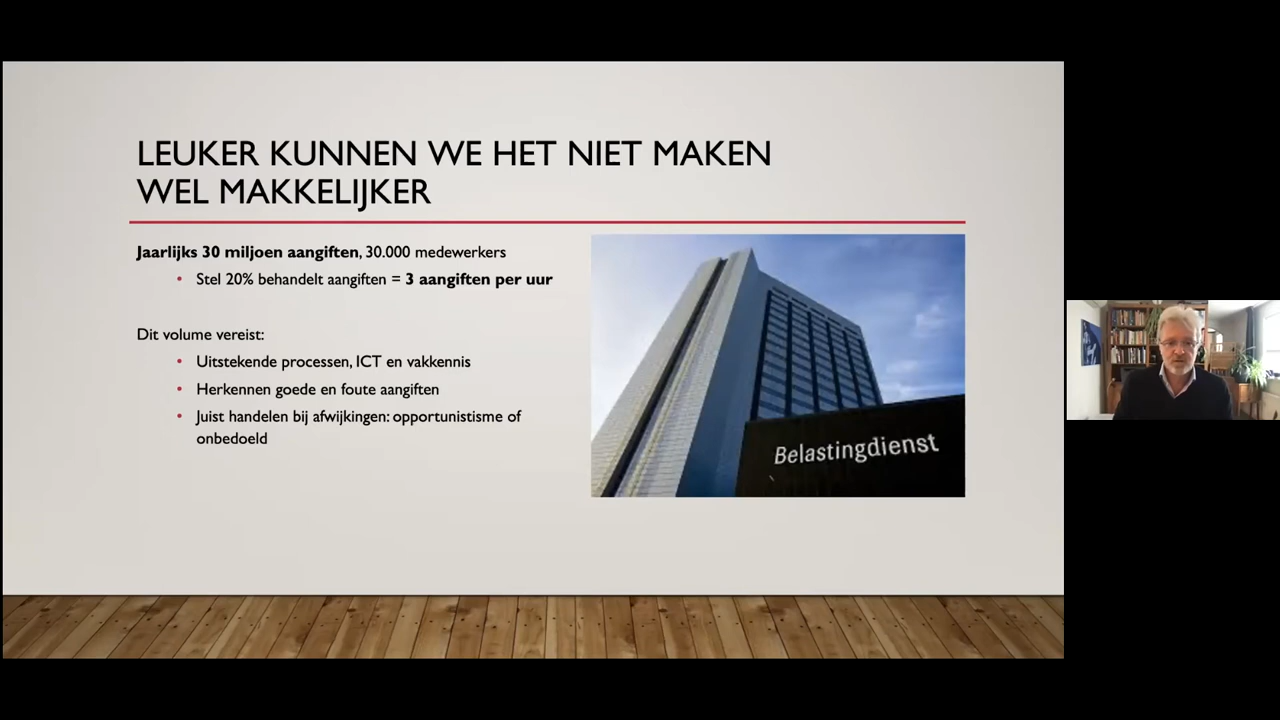 LEUKER KUNNEN WE HET NIET MAKEN
WEL MAKKELIJKER
Jaarlijks 30 miljoen aangiften, 30.000 medewerkers
• Stel 20% behandelt aangiften = 3 aangiften per uur
Dit volume vereist:
• Uitstekende processen, ICT en vakkennis
• Herkennen goede en foute aangiften
• Juist handelen bij afwijkingen: opportunistisme of
onbedoeld
Belastingdienst